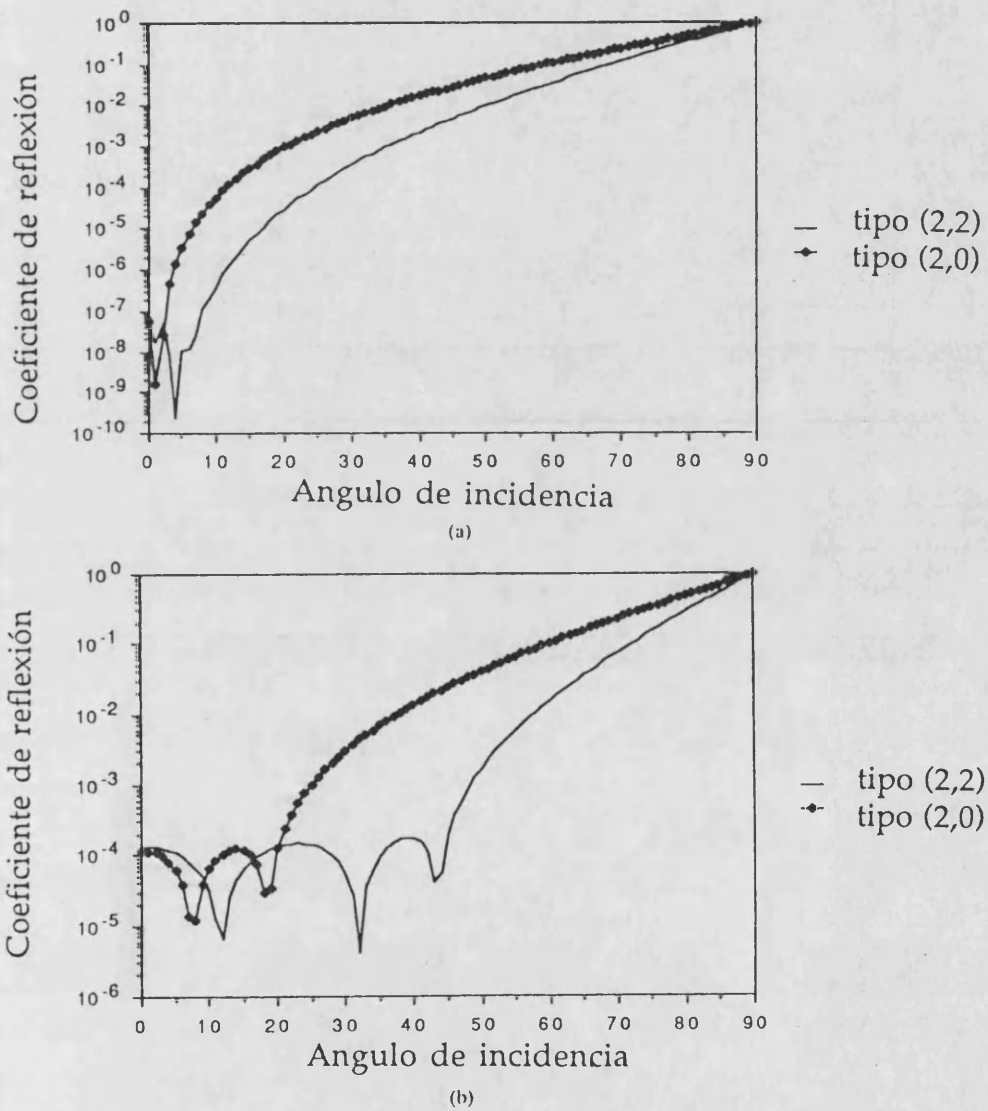 10^0
10^-1
10^-2
10^-3
10^-4
10^-5
10^-6
10^-7
10^-8
10^-9
10^-10
Coeficiente de reflexión
0 10 20 30 40 50 60 70 80 90
Angulo de incidencia
(a)
tipo (2,2)
tipo (2,0)
10^0
10^-1
10^-2
10^-3
10^-4
10^-5
10^-6
Coeficiente de reflexión
0 10 20 30 40 50 60 70 80 90
Angulo de incidencia
(b)
tipo (2,2)
tipo (2,0)